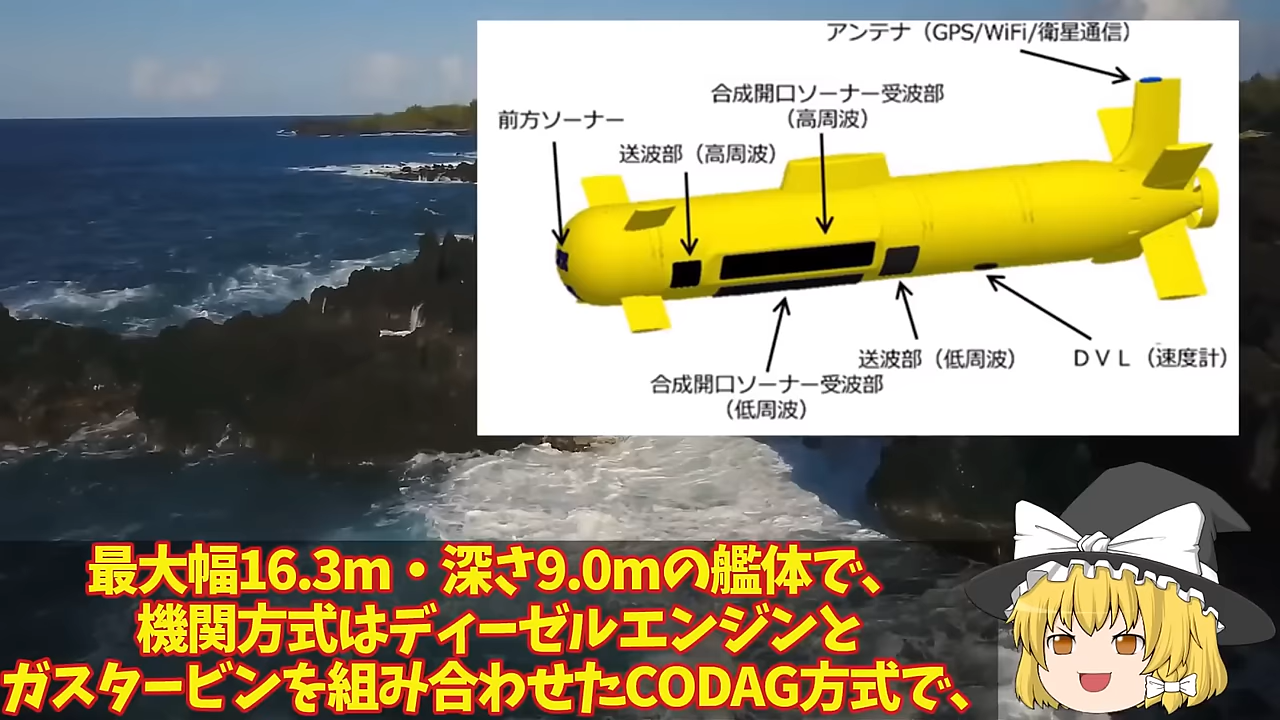 アンテナ（GPS/WiFi/衛星通信）
合成開口ソーナー受波部
（高周波）
前方ソーナー
送波部（高周波）
送波部（低周波）
ＤＶＬ（速度計）
合成開口ソーナー受波部
（低周波）
最大幅16.3m・深さ9.0mの艦体で、
機関方式はディーゼルエンジンと
ガスタービンを組み合わせたCODAG方式で、